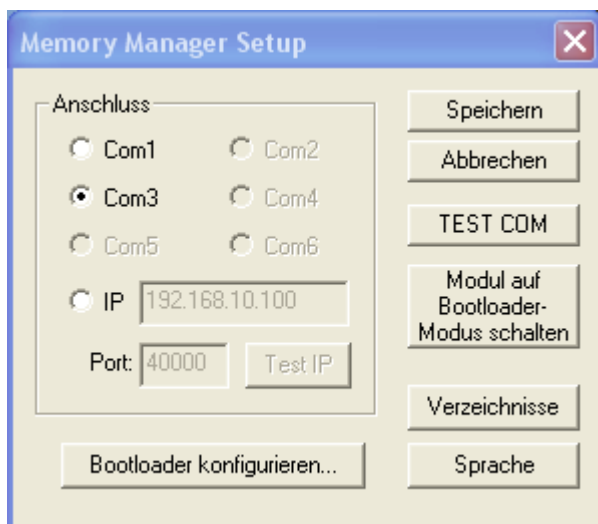 Memory Manager Setup
Anschluss
Com1
Com2
Com3
Com4
Com5
Com6
IP
192.168.10.100
Port:
40000
Test IP
Bootloader konfigurieren...
Speichern
Abbrechen
TEST COM
Modul auf
Bootloader-
Modus schalten
Verzeichnisse
Sprache